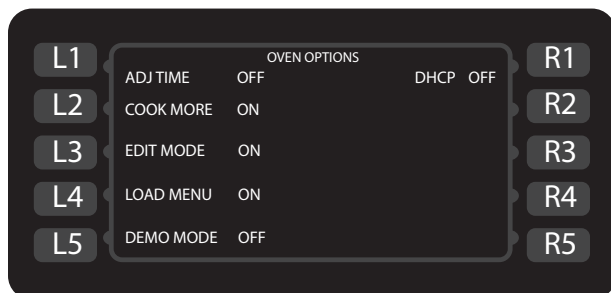 OVEN OPTIONS
L1 ADJ TIME OFF DHCP OFF R1
L2 COOK MORE ON R2
L3 EDIT MODE ON R3
L4 LOAD MENU ON R4
L5 DEMO MODE OFF R5